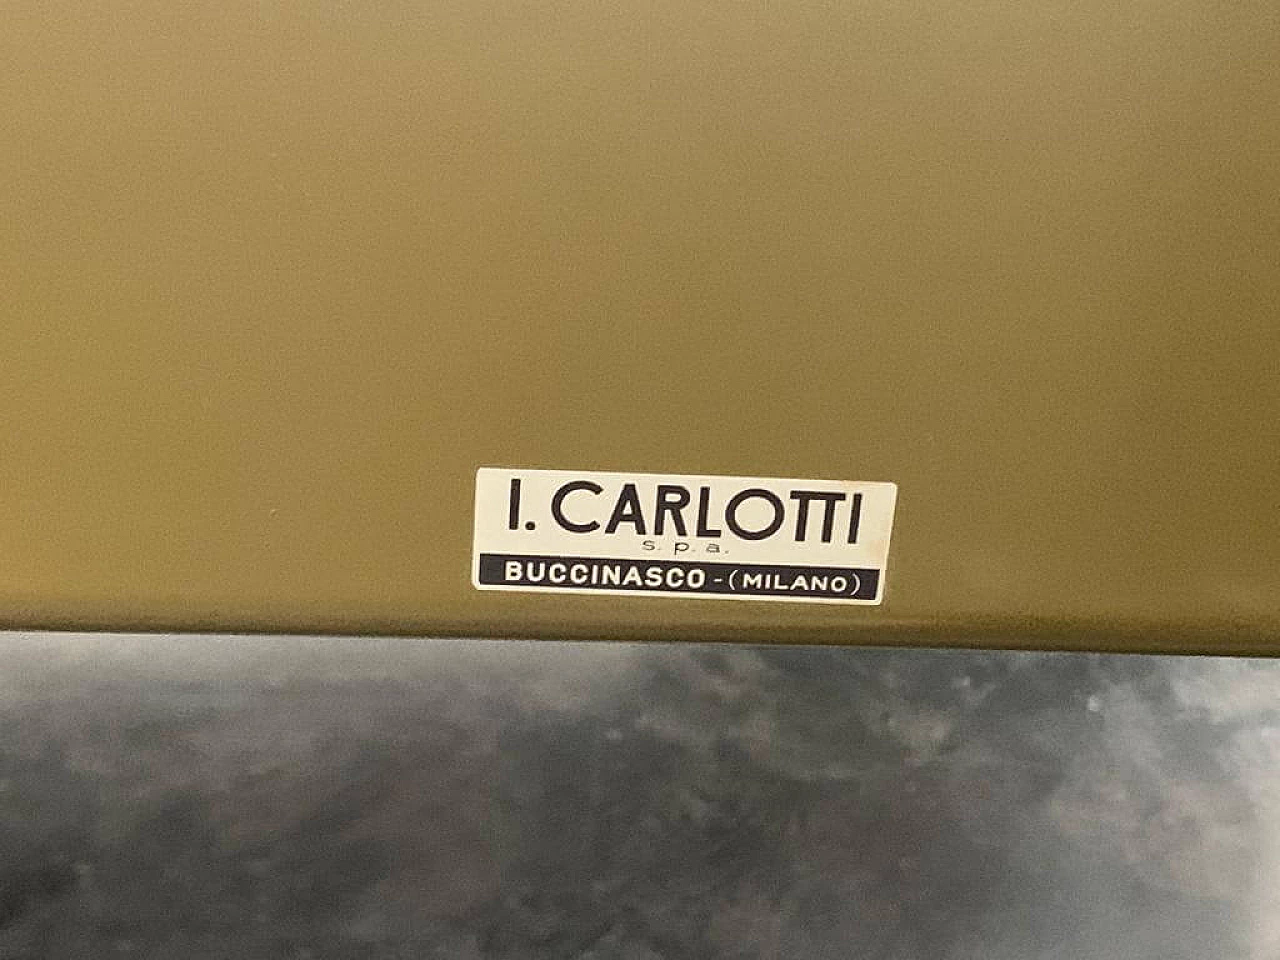 I. CARLOTTI
s. p. a.
BUCCINASCO - (MILANO)